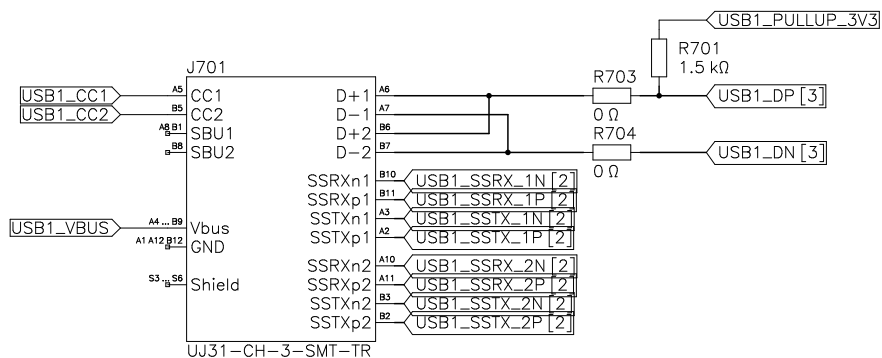 USB1_PULLUP_3V3
R701
1.5 kΩ
J701
R703
USB1_CC1 A5 CC1 D+1 A6 0 Ω USB1_DP [3]
USB1_CC2 B5 CC2 D-1 A7
A8 B1 SBU1 D+2 B6 R704
B8 SBU2 D-2 B7 0 Ω USB1_DN [3]
SSRXn1 B10 USB1_SSRX_1N [2]
SSRXp1 B11 USB1_SSRX_1P [2]
SSTXn1 A3 USB1_SSTX_1N [2]
USB1_VBUS A4 ... B9 Vbus
SSTXp1 A2 USB1_SSTX_1P [2]
A1 A12 B12 GND
SSRXn2 A10 USB1_SSRX_2N [2]
S3 ... S6 Shield SSRXp2 A11 USB1_SSRX_2P [2]
SSTXn2 B3 USB1_SSTX_2N [2]
SSTXp2 B2 USB1_SSTX_2P [2]
UJ31-CH-3-SMT-TR